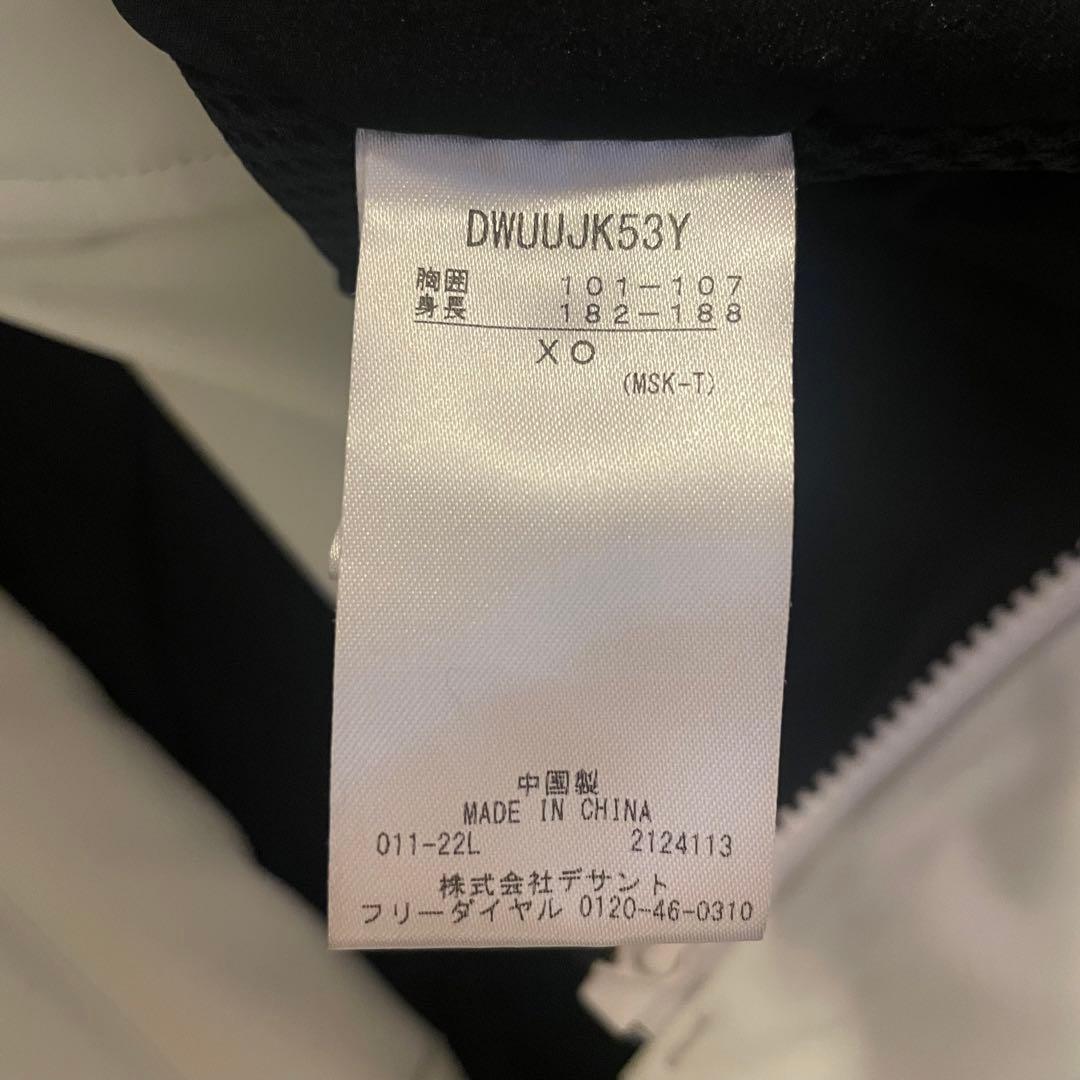 DWUUJK53Y
胸囲 101-107
身長 182-188
XO
(MSK-T)
中国製
MADE IN CHINA
011-22L 2124113
株式会社デサント
フリーダイヤル 0120-46-0310